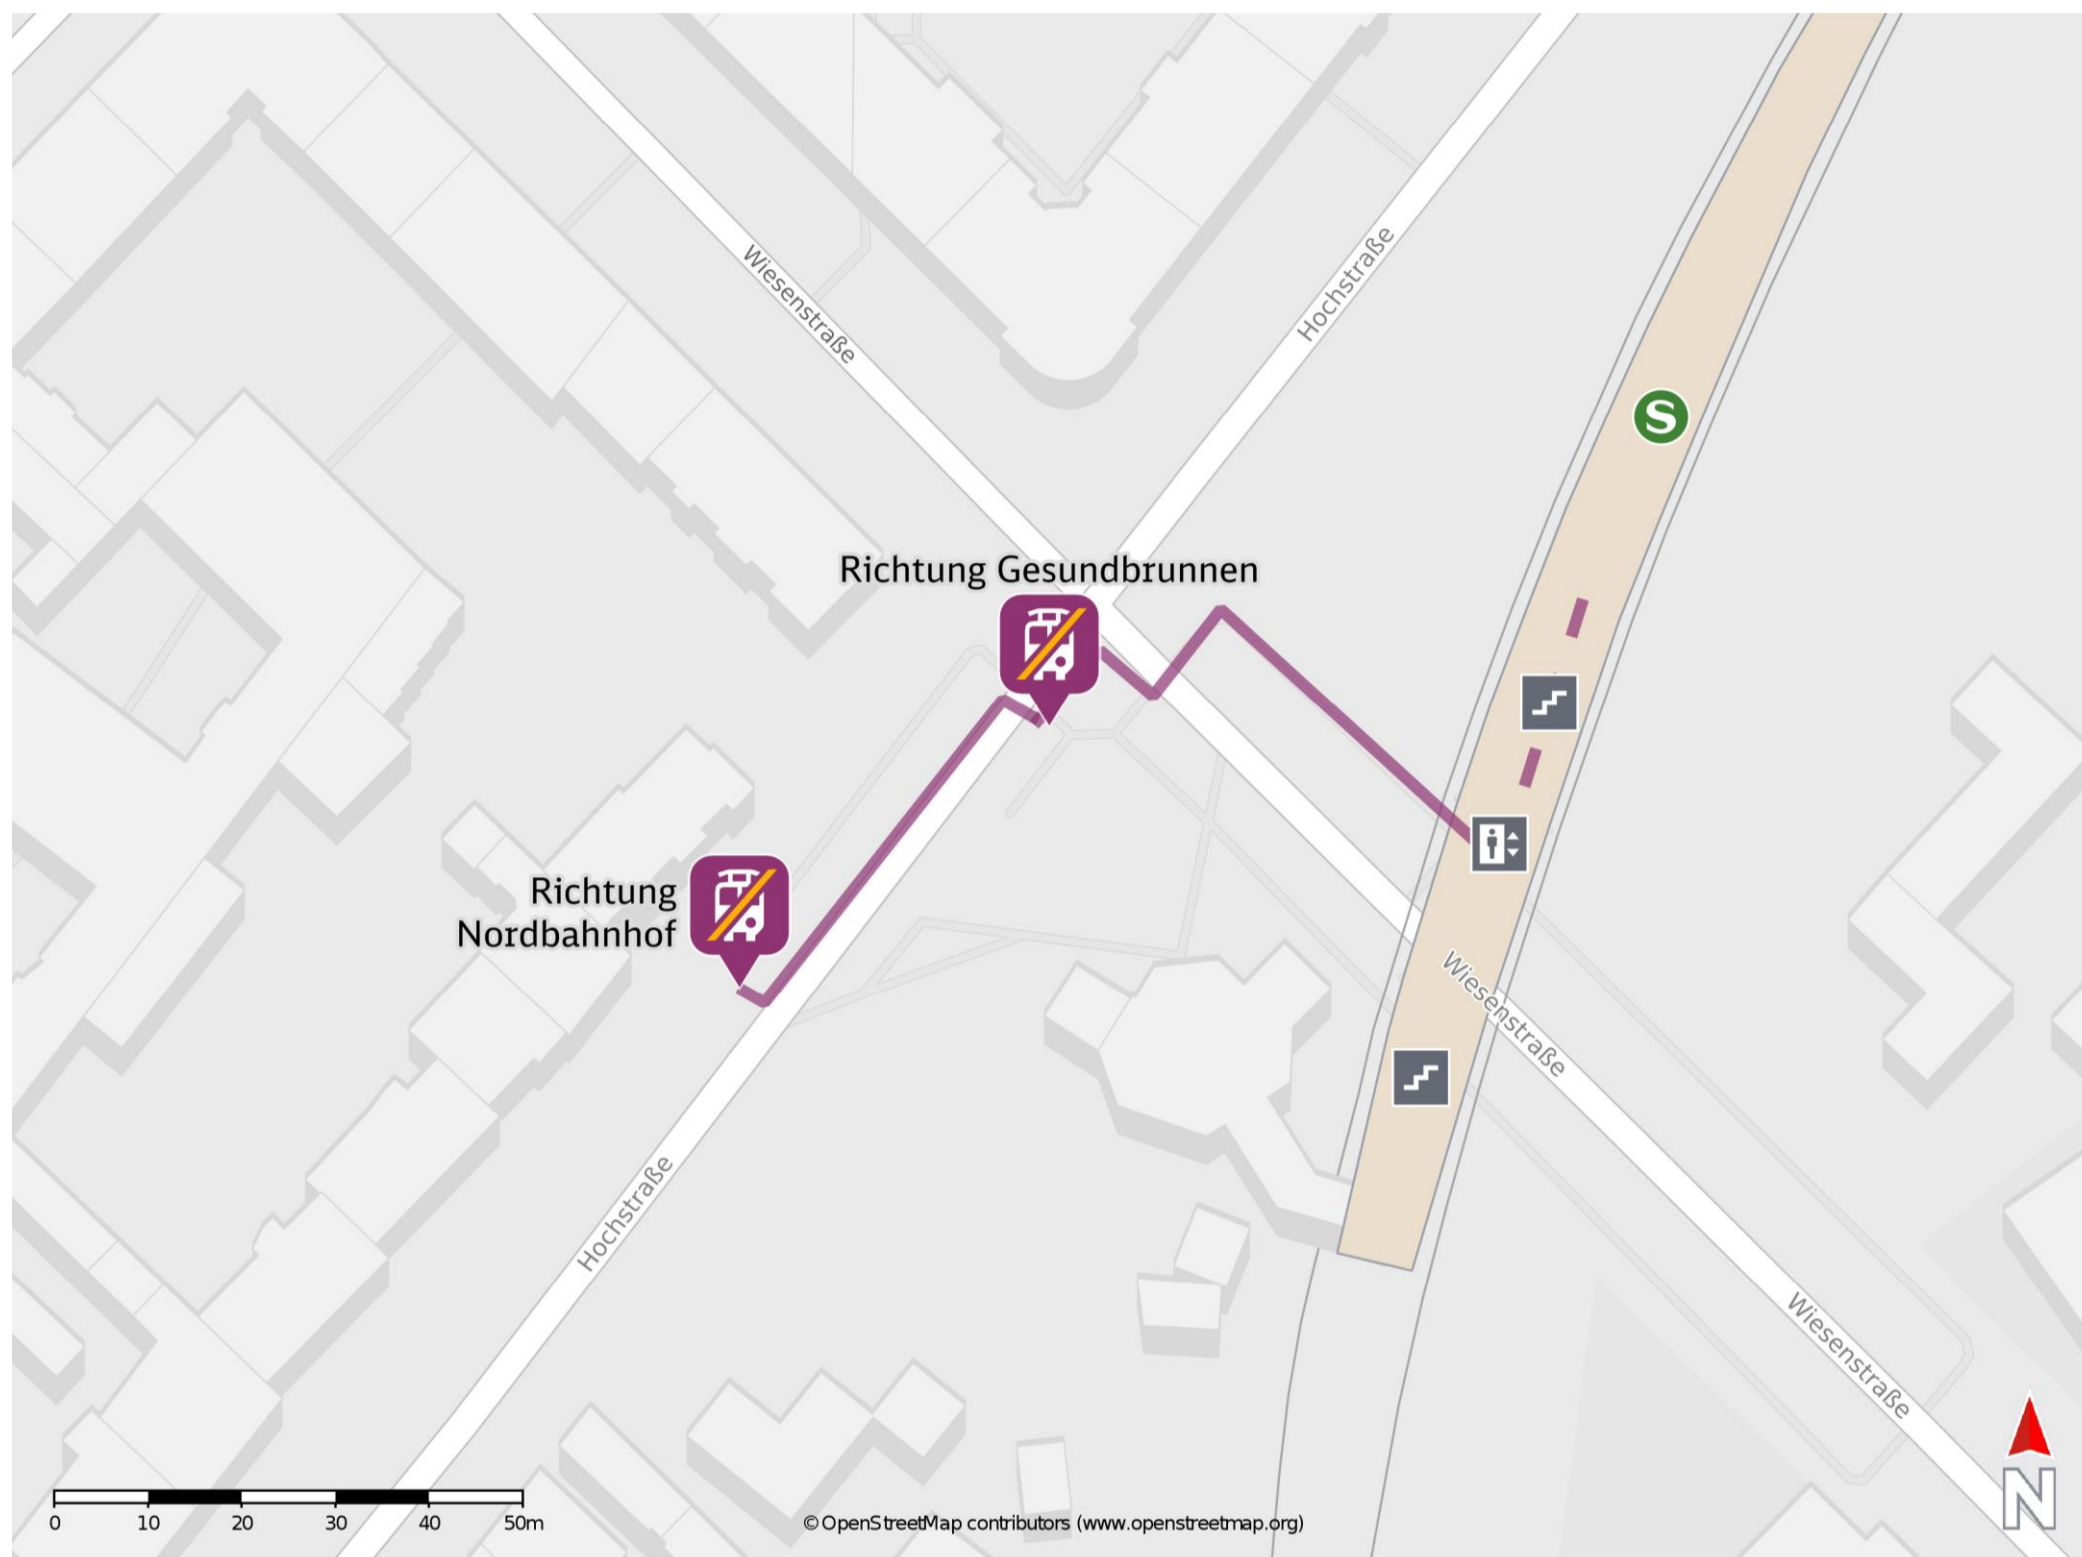 Wiesenstraße
Hochstraße
S
Richtung Gesundbrunnen
Richtung
Nordbahnhof
Wiesenstraße
Hochstraße
Wiesenstraße
0 10 20 30 40 50m
© OpenStreetMap contributors (www.openstreetmap.org)
N